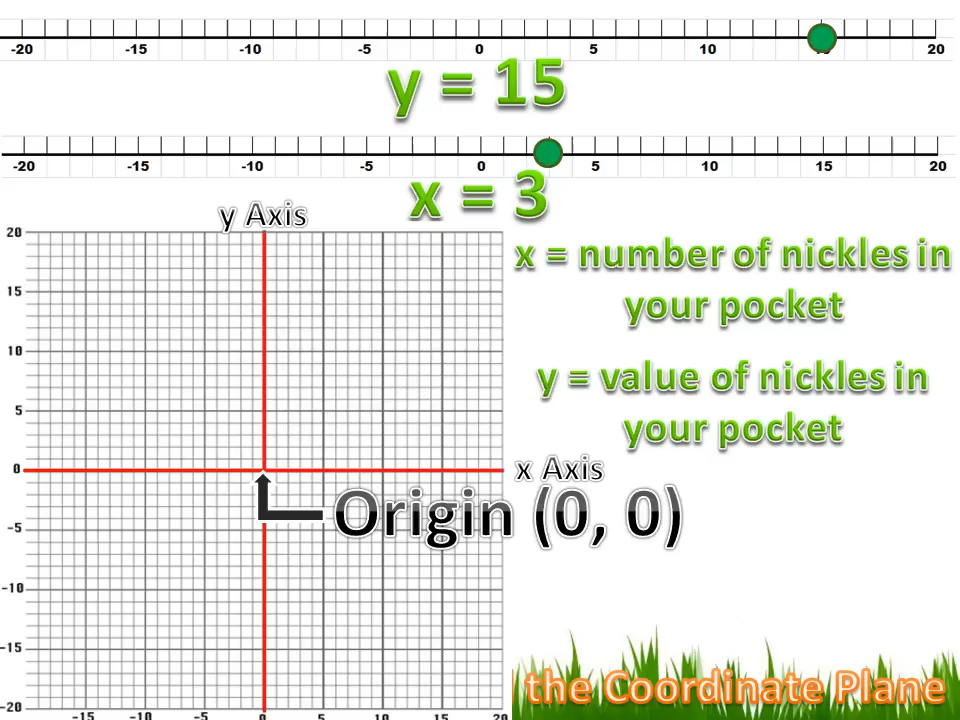 -20 -15 -10 -5 0 5 10 20
y = 15
-20 -15 -10 -5 0 5 10 15 20
x = 3
y Axis
20
15
10
5
0
-5
-10
-15
-20
-15 -10 -5 0 5 10 15 20
x = number of nickles in
your pocket
y = value of nickles in
your pocket
x Axis
Origin (0, 0)
the Coordinate Plane